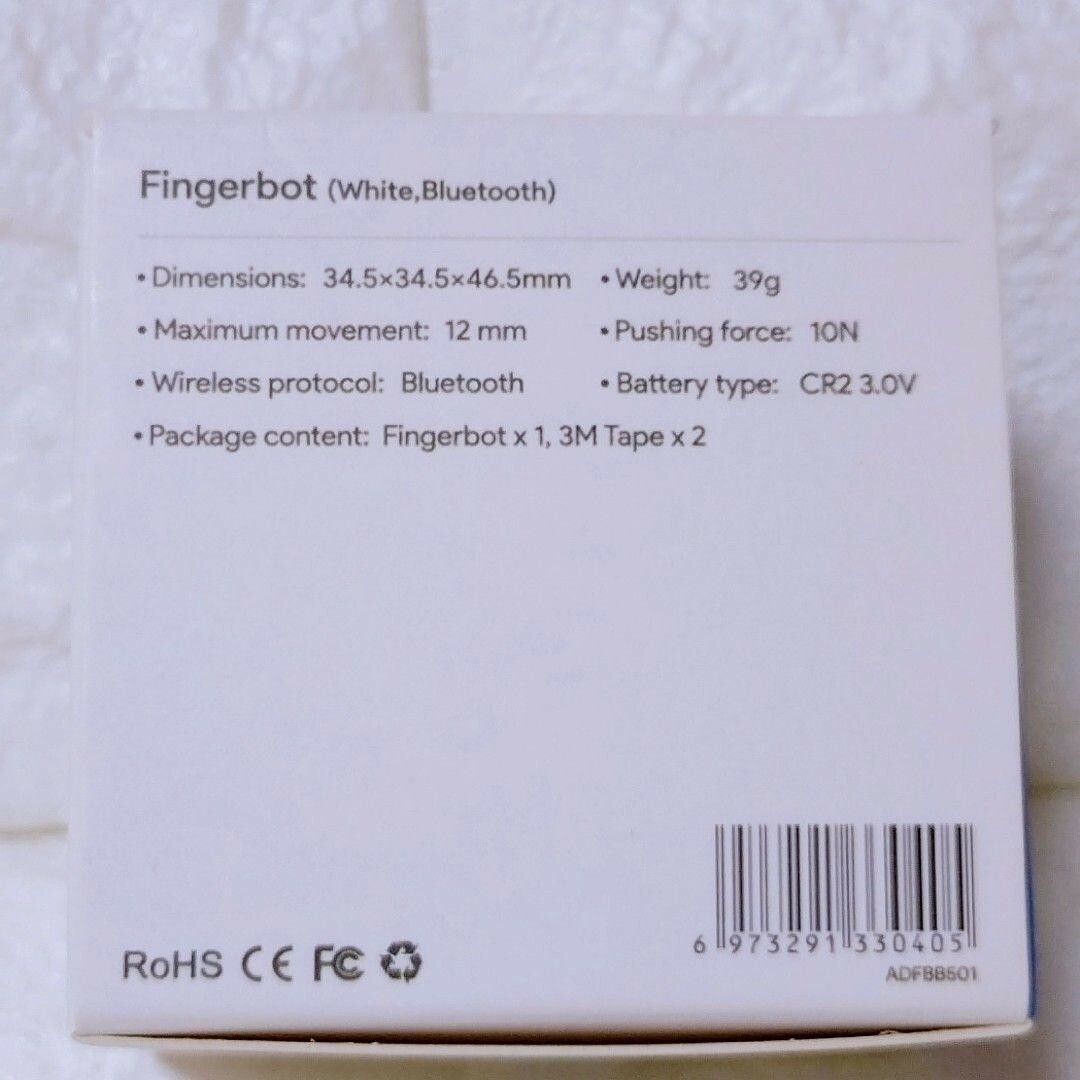 Fingerbot (White,Bluetooth)
• Dimensions: 34.5×34.5×46.5mm • Weight: 39g
• Maximum movement: 12 mm • Pushing force: 10N
• Wireless protocol: Bluetooth • Battery type: CR2 3.0V
• Package content: Fingerbot x 1, 3M Tape x 2
6 973291 330405
ADFBBS01
RoHS CE FC